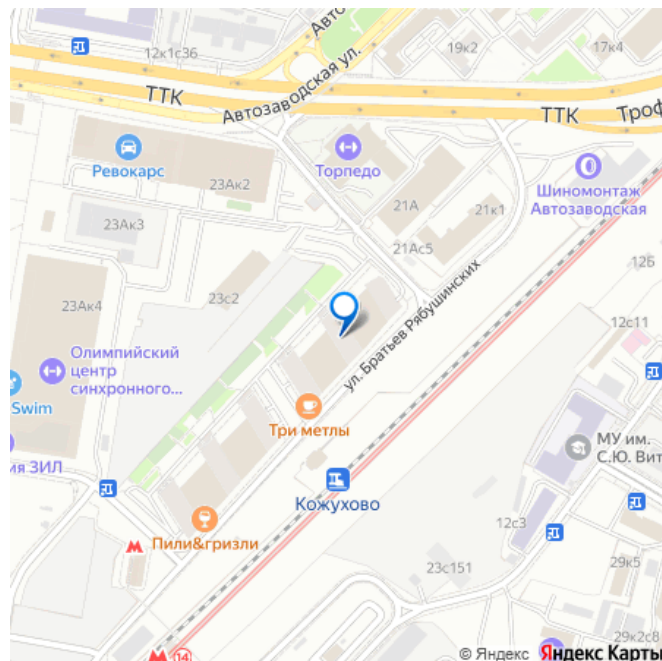 12к1с36
Авто
19к2
17к4
ТТК
Автозаводская ул.
ТТК
Троф
Ревокарс
23Ак2
Торпедо
Шиномонтаж
Автозаводская
21А
21к1
23Ак3
21Ас5
12Б
23с2
ул. Братьев Рябушинских
23Ак4
12с11
Олимпийский
центр
синхронного...
Swim
Три метлы
МУ им.
С.Ю. Вит
ия ЗИЛ
Кожухово
Пили&гризли
12с3
23с151
29к5
29к2с8
14
© Яндекс Яндекс Карты